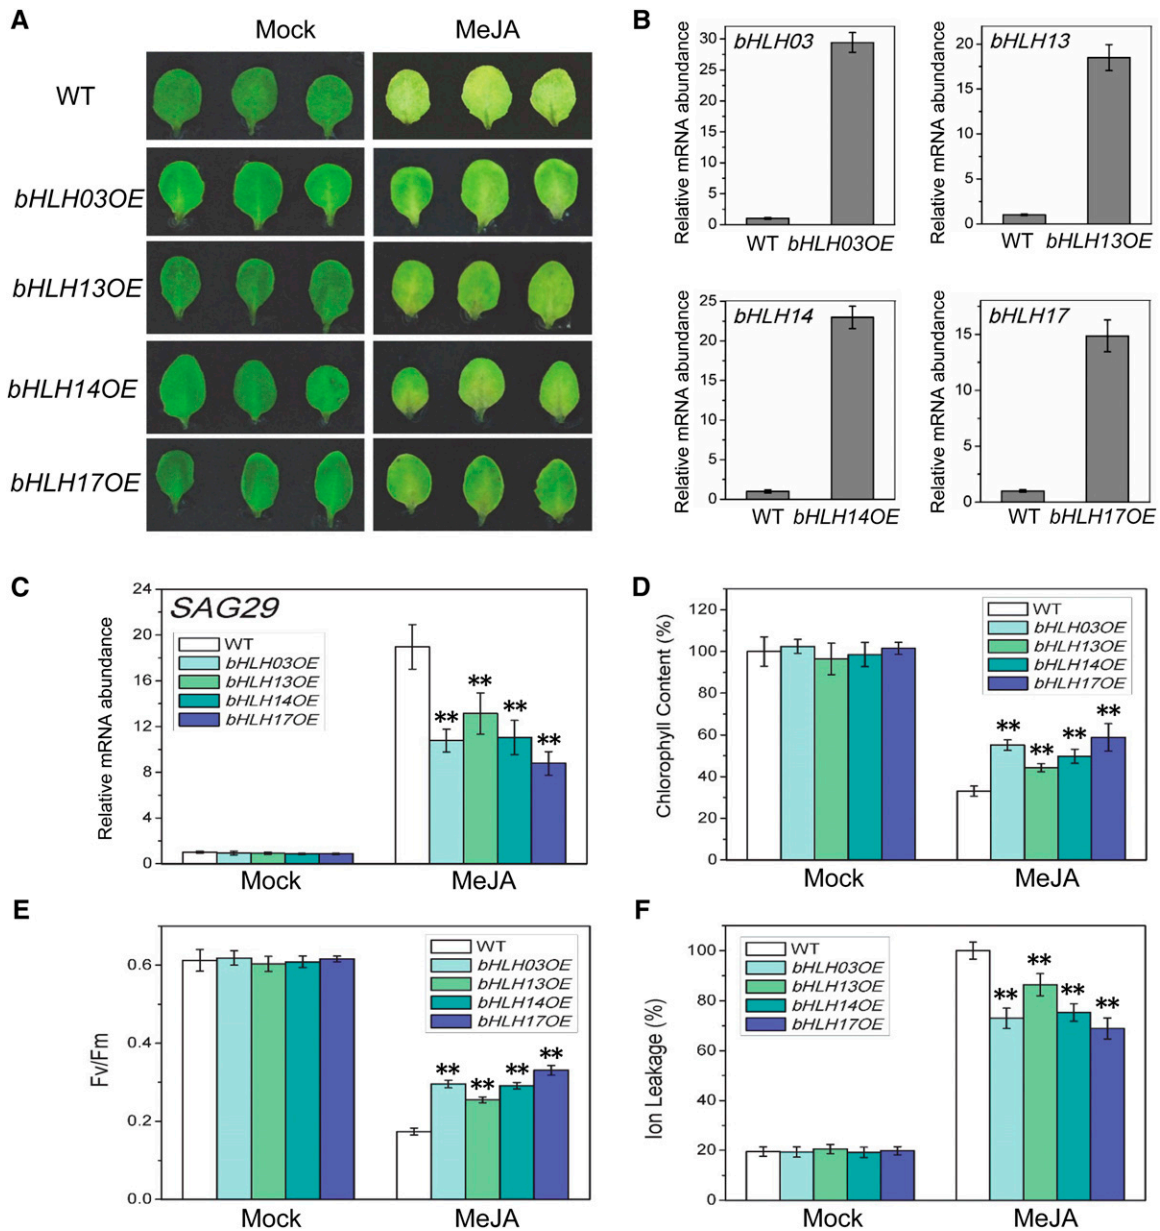 A
Mock MeJA
WT
bHLH03OE
bHLH13OE
bHLH14OE
bHLH17OE
B
bHLH03
Relative mRNA abundance
30
25
20
15
10
5
0
WT bHLH03OE
bHLH13
Relative mRNA abundance
20
15
10
5
0
WT bHLH13OE
bHLH14
Relative mRNA abundance
25
20
15
10
5
0
WT bHLH14OE
bHLH17
Relative mRNA abundance
15
10
5
0
WT bHLH17OE
C
SAG29
Relative mRNA abundance
24
20
16
12
8
4
0
WT
bHLH03OE
bHLH13OE
bHLH14OE
bHLH17OE
** ** ** **
Mock MeJA
D
Chlorophyll Content (%)
120
100
80
60
40
20
0
WT
bHLH03OE
bHLH13OE
bHLH14OE
bHLH17OE
** ** ** **
Mock MeJA
E
Fv/Fm
0.6
0.4
0.2
0.0
WT
bHLH03OE
bHLH13OE
bHLH14OE
bHLH17OE
** ** ** **
Mock MeJA
F
Ion Leakage (%)
100
80
60
40
20
0
WT
bHLH03OE
bHLH13OE
bHLH14OE
bHLH17OE
** ** ** **
Mock MeJA